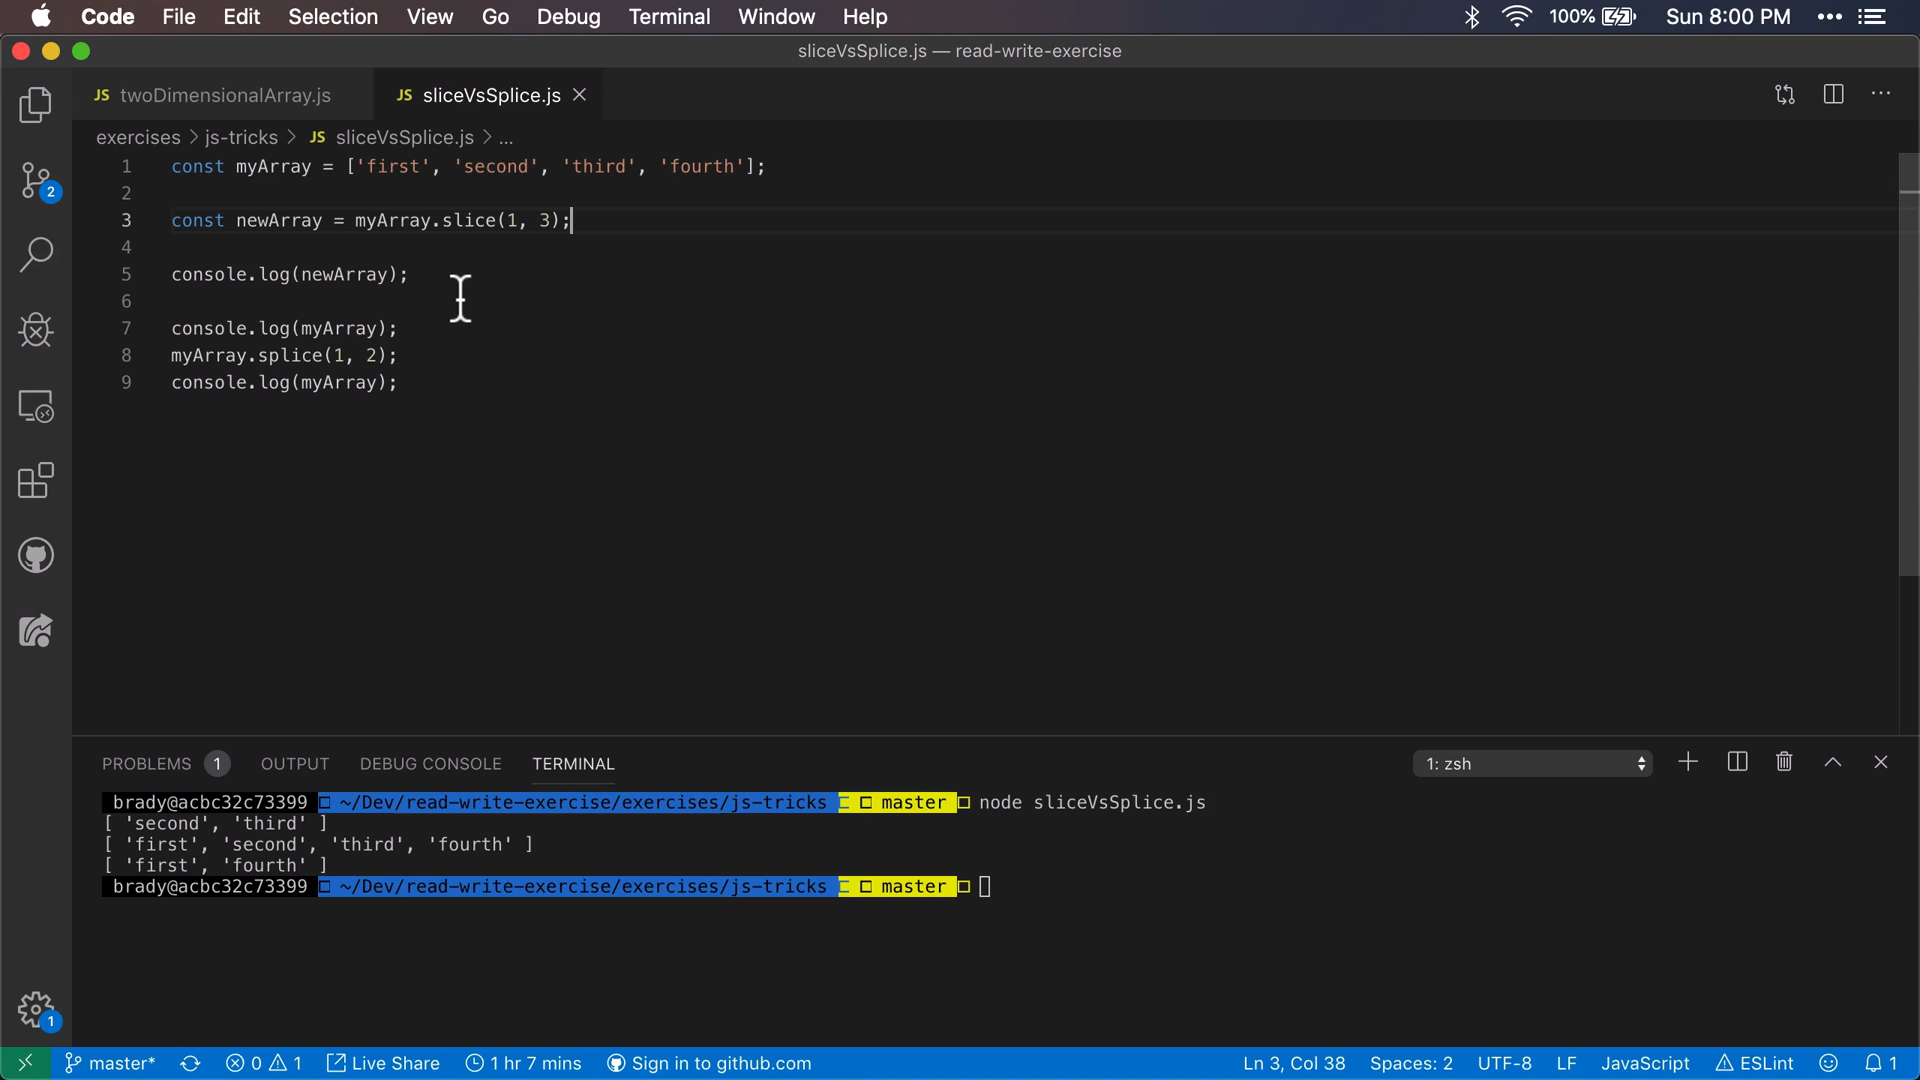 Code File Edit Selection View Go Debug Terminal Window Help 100% Sun 8:00 PM
sliceVsSplice.js — read-write-exercise
JS twoDimensionalArray.js JS sliceVsSplice.js
exercises > js-tricks > JS sliceVsSplice.js > ...
1 const myArray = ['first', 'second', 'third', 'fourth'];
2
3 const newArray = myArray.slice(1, 3);
4
5 console.log(newArray);
6
7 console.log(myArray);
8 myArray.splice(1, 2);
9 console.log(myArray);
2
PROBLEMS 1 OUTPUT DEBUG CONSOLE TERMINAL 1: zsh
brady@acbc32c73399 ~/Dev/read-write-exercise/exercises/js-tricks master node sliceVsSplice.js
[ 'second', 'third' ]
[ 'first', 'second', 'third', 'fourth' ]
[ 'first', 'fourth' ]
brady@acbc32c73399 ~/Dev/read-write-exercise/exercises/js-tricks master
1
master* 0 1 Live Share 1 hr 7 mins Sign in to github.com Ln 3, Col 38 Spaces: 2 UTF-8 LF JavaScript ESLint 1